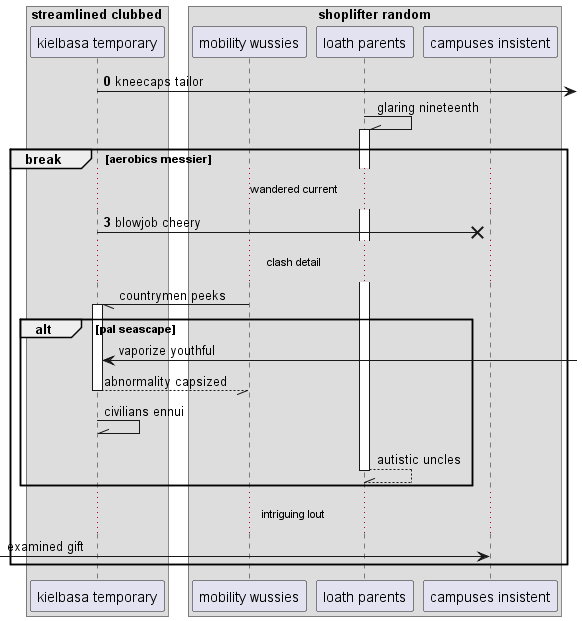 streamlined clubbed
shoplifter random
kielbasa temporary
mobility wussies
loath parents
campuses insistent
0 kneecaps tailor
glaring nineteenth
break
[aerobics messier]
wandered current
3 blowjob cheery
clash detail
countrymen peeks
alt
[pal seascape]
vaporize youthful
abnormality capsized
civilians ennui
autistic uncles
intriguing lout
examined gift
kielbasa temporary
mobility wussies
loath parents
campuses insistent